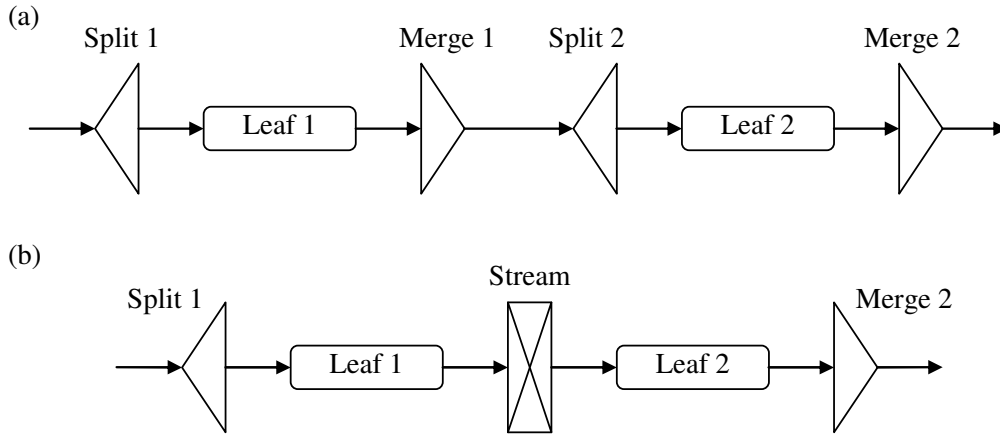 (a)
Split 1
Merge 1
Split 2
Merge 2
Leaf 1
Leaf 2
(b)
Stream
Split 1
Merge 2
Leaf 1
Leaf 2